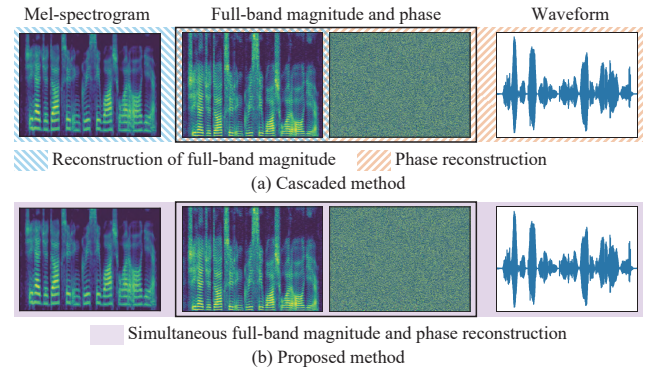 Mel-spectrogram
Full-band magnitude and phase
Waveform
Reconstruction of full-band magnitude
Phase reconstruction
(a) Cascaded method
Simultaneous full-band magnitude and phase reconstruction
(b) Proposed method